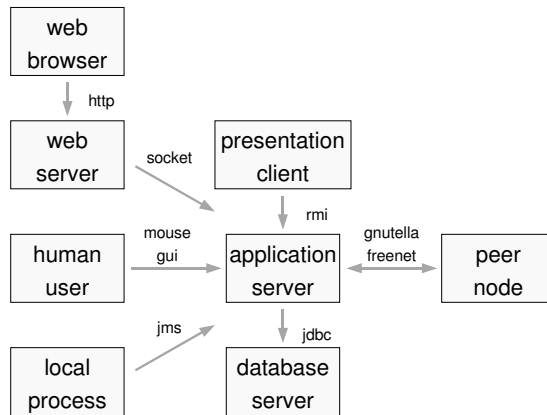 web
browser
http
web
server
socket
presentation
client
rmi
human
user
mouse
gui
application
server
gnutella
freenet
peer
node
local
process
jms
jdbc
database
server